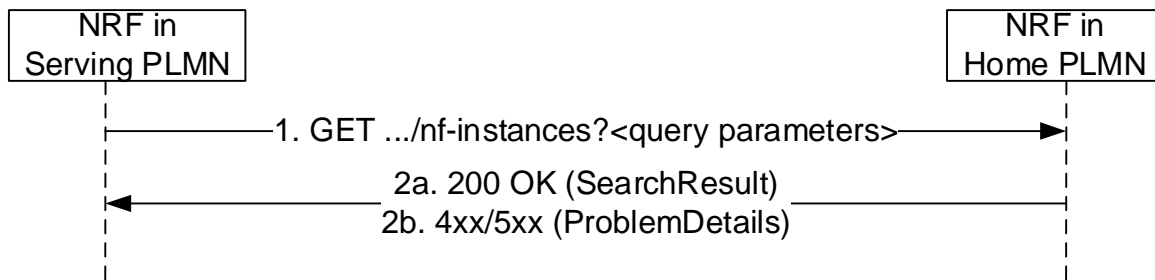 NRF in
Serving PLMN
NRF in
Home PLMN
1. GET .../nf-instances?<query parameters>
2a. 200 OK (SearchResult)
2b. 4xx/5xx (ProblemDetails)